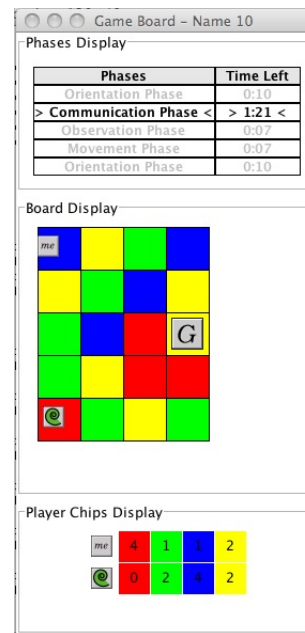 Game Board – Name 10
Phases Display
Phases Time Left
Orientation Phase 0:10
> Communication Phase < > 1:21 <
Observation Phase 0:07
Movement Phase 0:07
Orientation Phase 0:10
Board Display
me
G
Player Chips Display
me 4 1 1 2
0 2 4 2